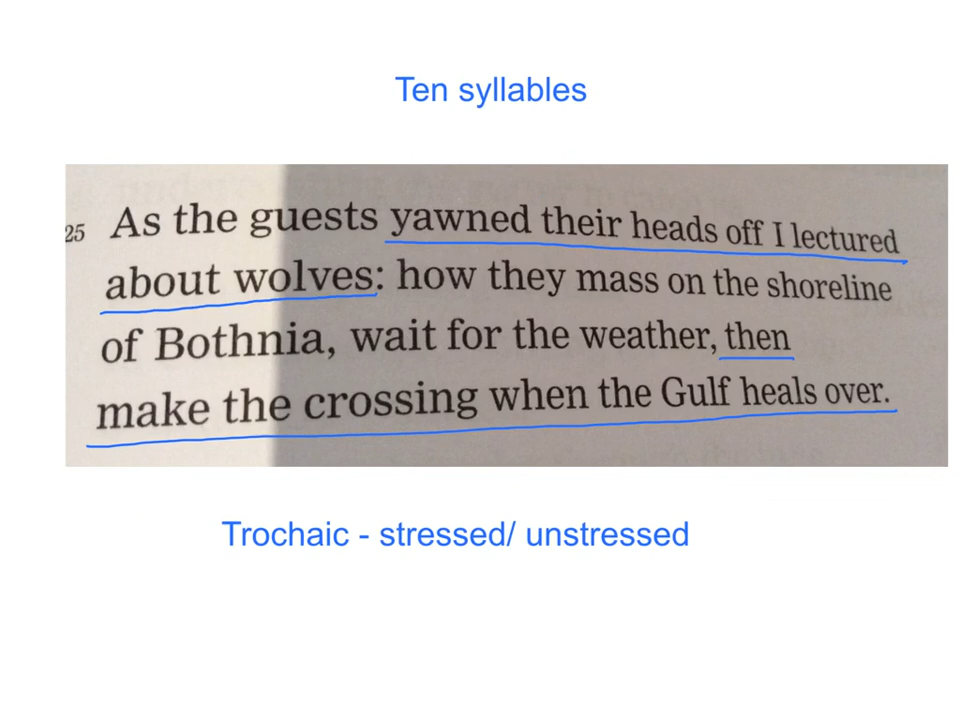 Ten syllables
25 As the guests yawned their heads off I lectured
about wolves: how they mass on the shoreline
of Bothnia, wait for the weather, then
make the crossing when the Gulf heals over.
Trochaic - stressed/ unstressed